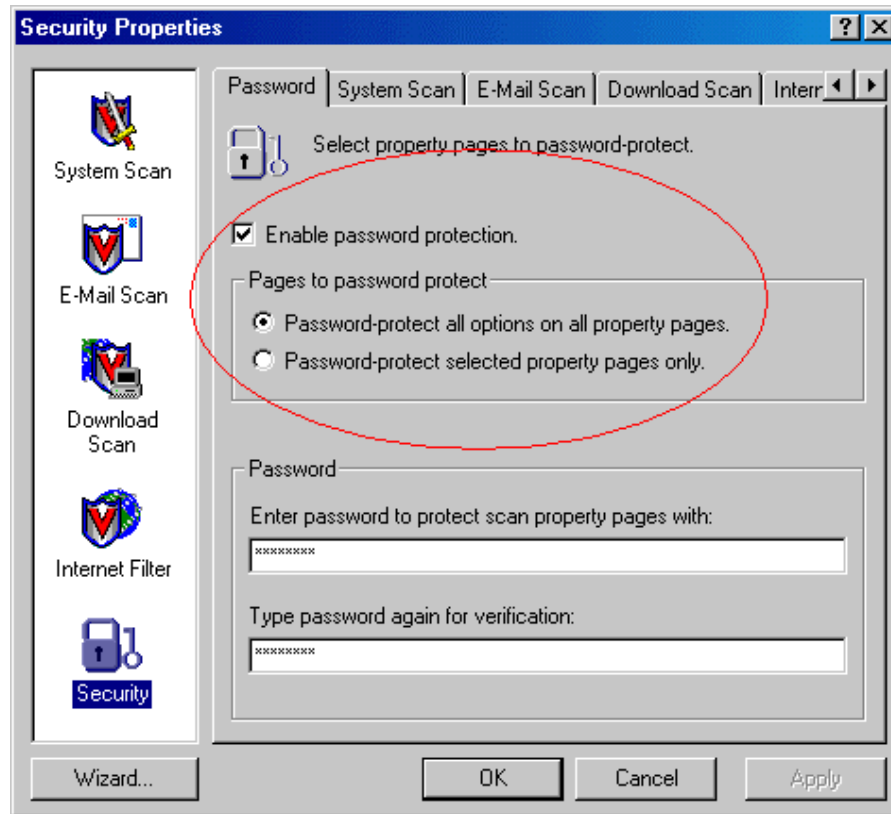 Security Properties
Password
System Scan
E-Mail Scan
Download Scan
Intern
System Scan
E-Mail Scan
Download
Scan
Internet Filter
Security
Select property pages to password-protect.
Enable password protection.
Pages to password protect
Password-protect all options on all property pages.
Password-protect selected property pages only.
Password
Enter password to protect scan property pages with:
********
Type password again for verification:
********
Wizard...
OK
Cancel
Apply